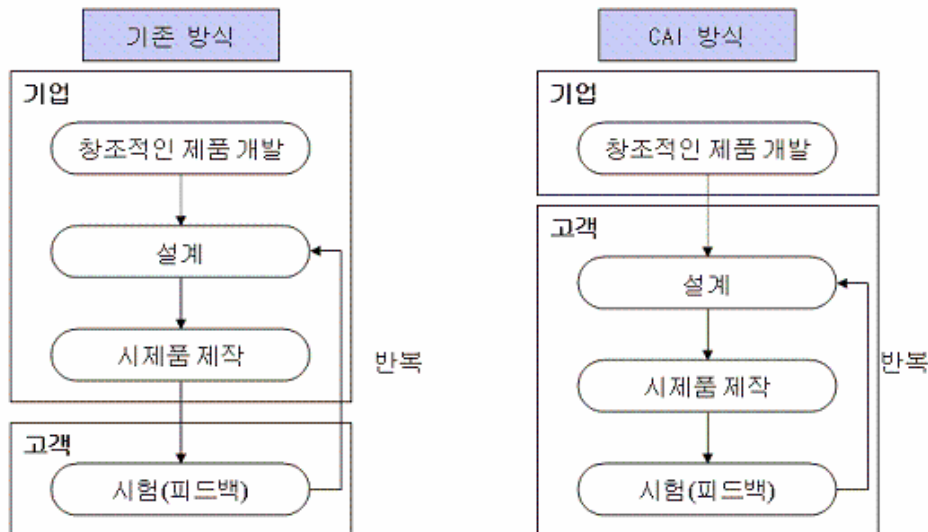 기존 방식
기업
창조적인 제품 개발
설계
시제품 제작
반복
고객
시험(피드백)
CAI 방식
기업
창조적인 제품 개발
고객
설계
시제품 제작
반복
시험(피드백)